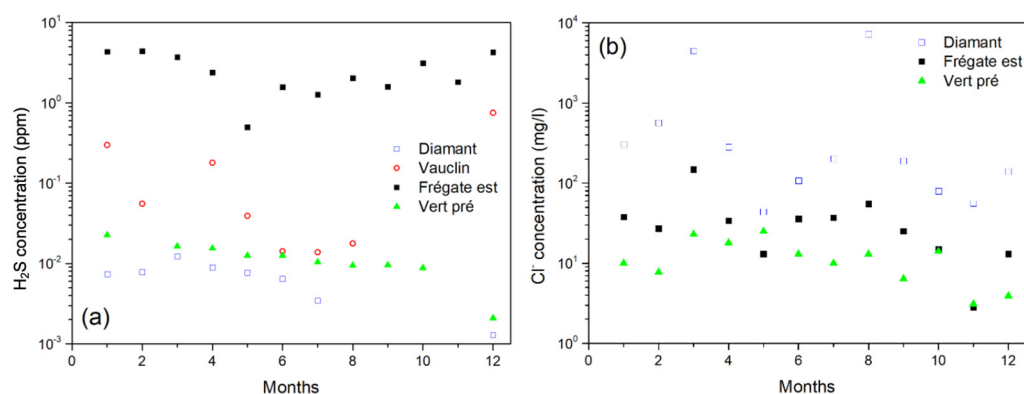 (a)
H₂S concentration (ppm)
10¹
10⁰
10⁻¹
10⁻²
10⁻³
Diamant
Vauclin
Frégate est
Vert pré
0 2 4 6 8 10 12
Months
(b)
Cl⁻ concentration (mg/l)
10⁴
10³
10²
10¹
10⁰
Diamant
Frégate est
Vert pré
0 2 4 6 8 10 12
Months